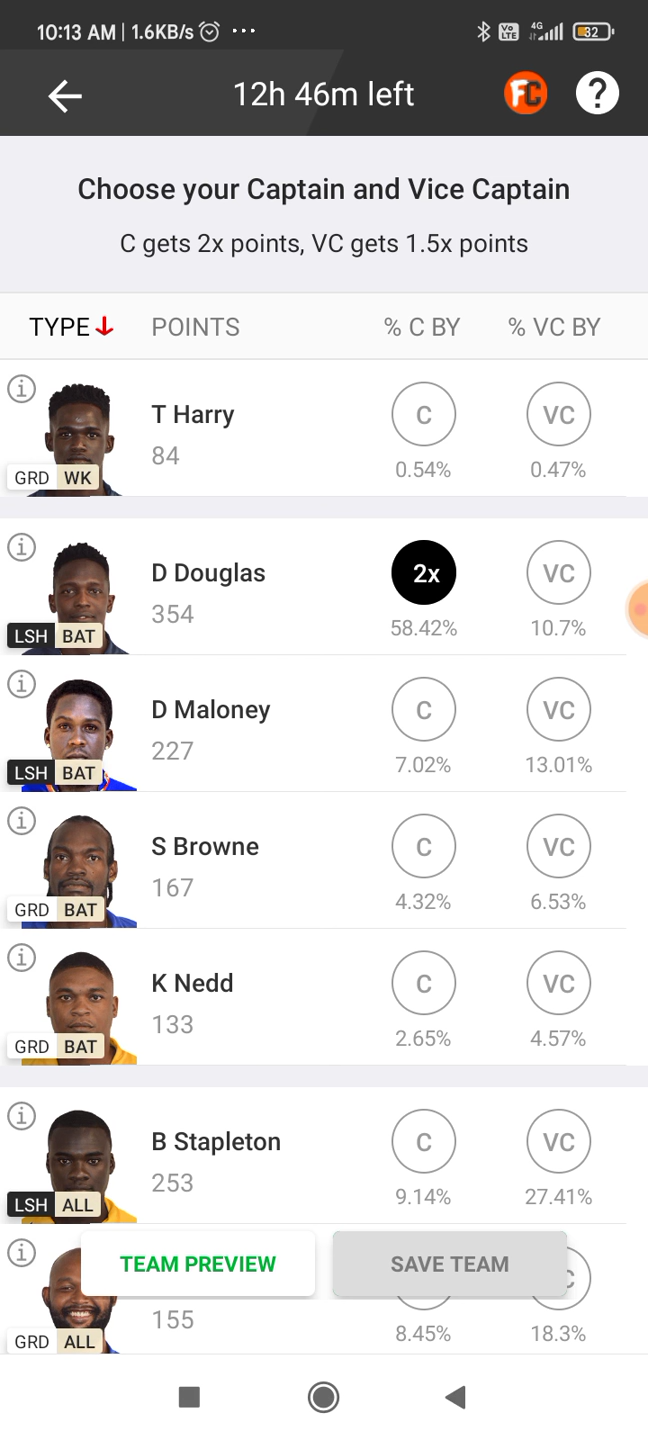 10:13 AM | 1.6KB/s ... Vo LTE 4G 32
12h 46m left FC ?
Choose your Captain and Vice Captain
C gets 2x points, VC gets 1.5x points
TYPE POINTS % C BY % VC BY
i T Harry C VC
84
GRD WK 0.54% 0.47%
i D Douglas 2x VC
354
LSH BAT 58.42% 10.7%
i D Maloney C VC
227
LSH BAT 7.02% 13.01%
i S Browne C VC
167
GRD BAT 4.32% 6.53%
i K Nedd C VC
133
GRD BAT 2.65% 4.57%
i B Stapleton C VC
253
LSH ALL 9.14% 27.41%
i TEAM PREVIEW SAVE TEAM C
155
GRD ALL 8.45% 18.3%